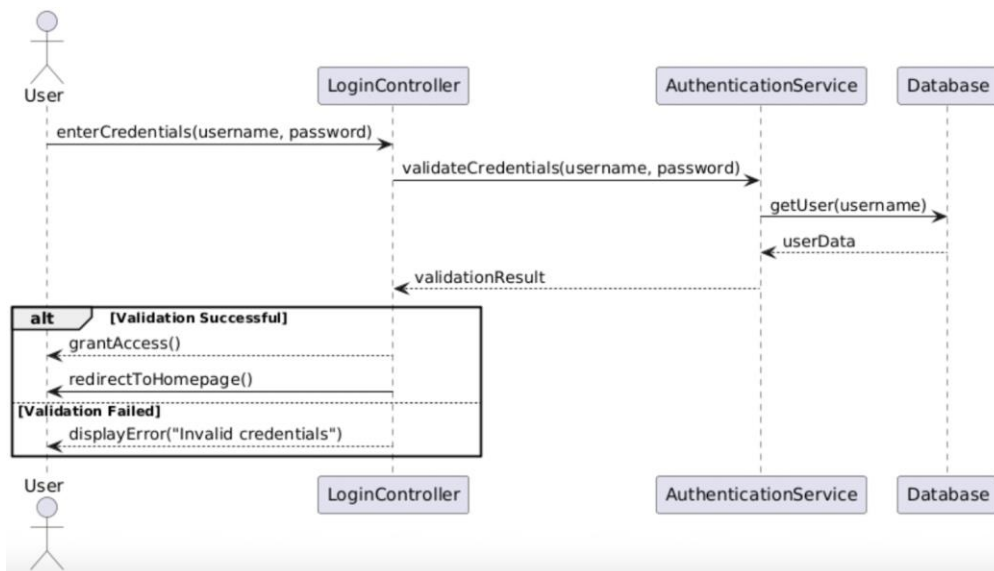 User
LoginController
AuthenticationService
Database
enterCredentials(username, password)
validateCredentials(username, password)
getUser(username)
userData
validationResult
alt [Validation Successful]
grantAccess()
redirectToHomepage()
[Validation Failed]
displayError("Invalid credentials")
User
LoginController
AuthenticationService
Database